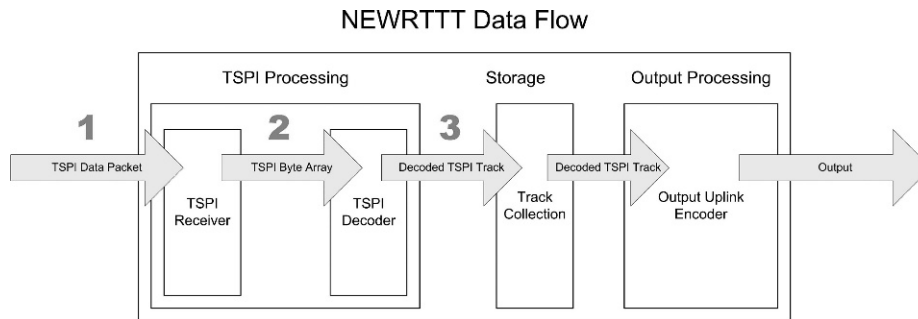 NEWRTTT Data Flow
TSPI Processing
Storage
Output Processing
1
2
3
TSPI Data Packet
TSPI Byte Array
Decoded TSPI Track
Decoded TSPI Track
Output
TSPI
Receiver
TSPI
Decoder
Track
Collection
Output Uplink
Encoder